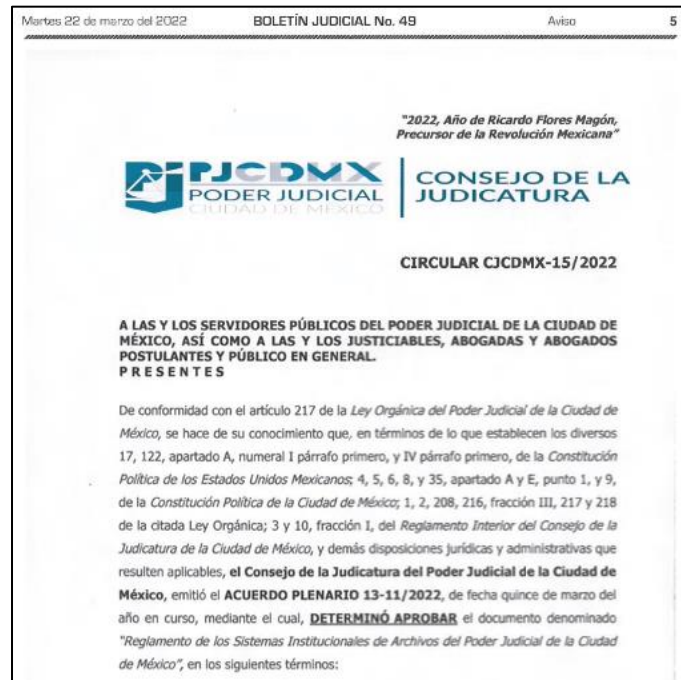 Martes 22 de marzo del 2022 BOLETÍN JUDICIAL No. 49 Aviso 5
"2022, Año de Ricardo Flores Magón,
Precursor de la Revolución Mexicana"
PJCDMX
PODER JUDICIAL
CIUDAD DE MÉXICO
CONSEJO DE LA
JUDICATURA
CIRCULAR CJCDMX-15/2022
A LAS Y LOS SERVIDORES PÚBLICOS DEL PODER JUDICIAL DE LA CIUDAD DE
MÉXICO, ASÍ COMO A LAS Y LOS JUSTICIABLES, ABOGADAS Y ABOGADOS
POSTULANTES Y PÚBLICO EN GENERAL.
P R E S E N T E S
De conformidad con el artículo 217 de la Ley Orgánica del Poder Judicial de la Ciudad de
México, se hace de su conocimiento que, en términos de lo que establecen los diversos
17, 122, apartado A, numeral I párrafo primero, y IV párrafo primero, de la Constitución
Política de los Estados Unidos Mexicanos; 4, 5, 6, 8, y 35, apartado A y E, punto 1, y 9,
de la Constitución Política de la Ciudad de México; 1, 2, 208, 216, fracción III, 217 y 218
de la citada Ley Orgánica; 3 y 10, fracción I, del Reglamento Interior del Consejo de la
Judicatura de la Ciudad de México, y demás disposiciones jurídicas y administrativas que
resulten aplicables, el Consejo de la Judicatura del Poder Judicial de la Ciudad de
México, emitió el ACUERDO PLENARIO 13-11/2022, de fecha quince de marzo del
año en curso, mediante el cual, DETERMINÓ APROBAR el documento denominado
"Reglamento de los Sistemas Institucionales de Archivos del Poder Judicial de la Ciudad
de México", en los siguientes términos: